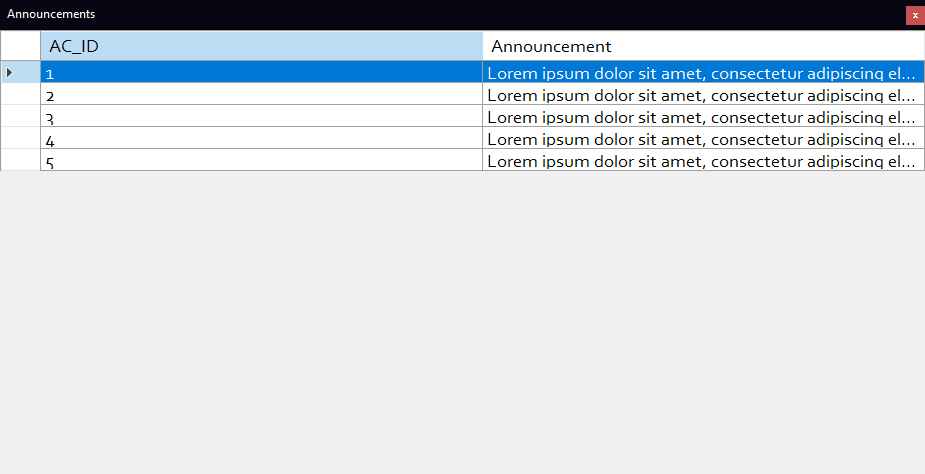 Announcements
x
AC_ID Announcement
1 Lorem ipsum dolor sit amet, consectetur adipiscing el...
2 Lorem ipsum dolor sit amet, consectetur adipiscing el...
3 Lorem ipsum dolor sit amet, consectetur adipiscing el...
4 Lorem ipsum dolor sit amet, consectetur adipiscing el...
5 Lorem ipsum dolor sit amet, consectetur adipiscing el...